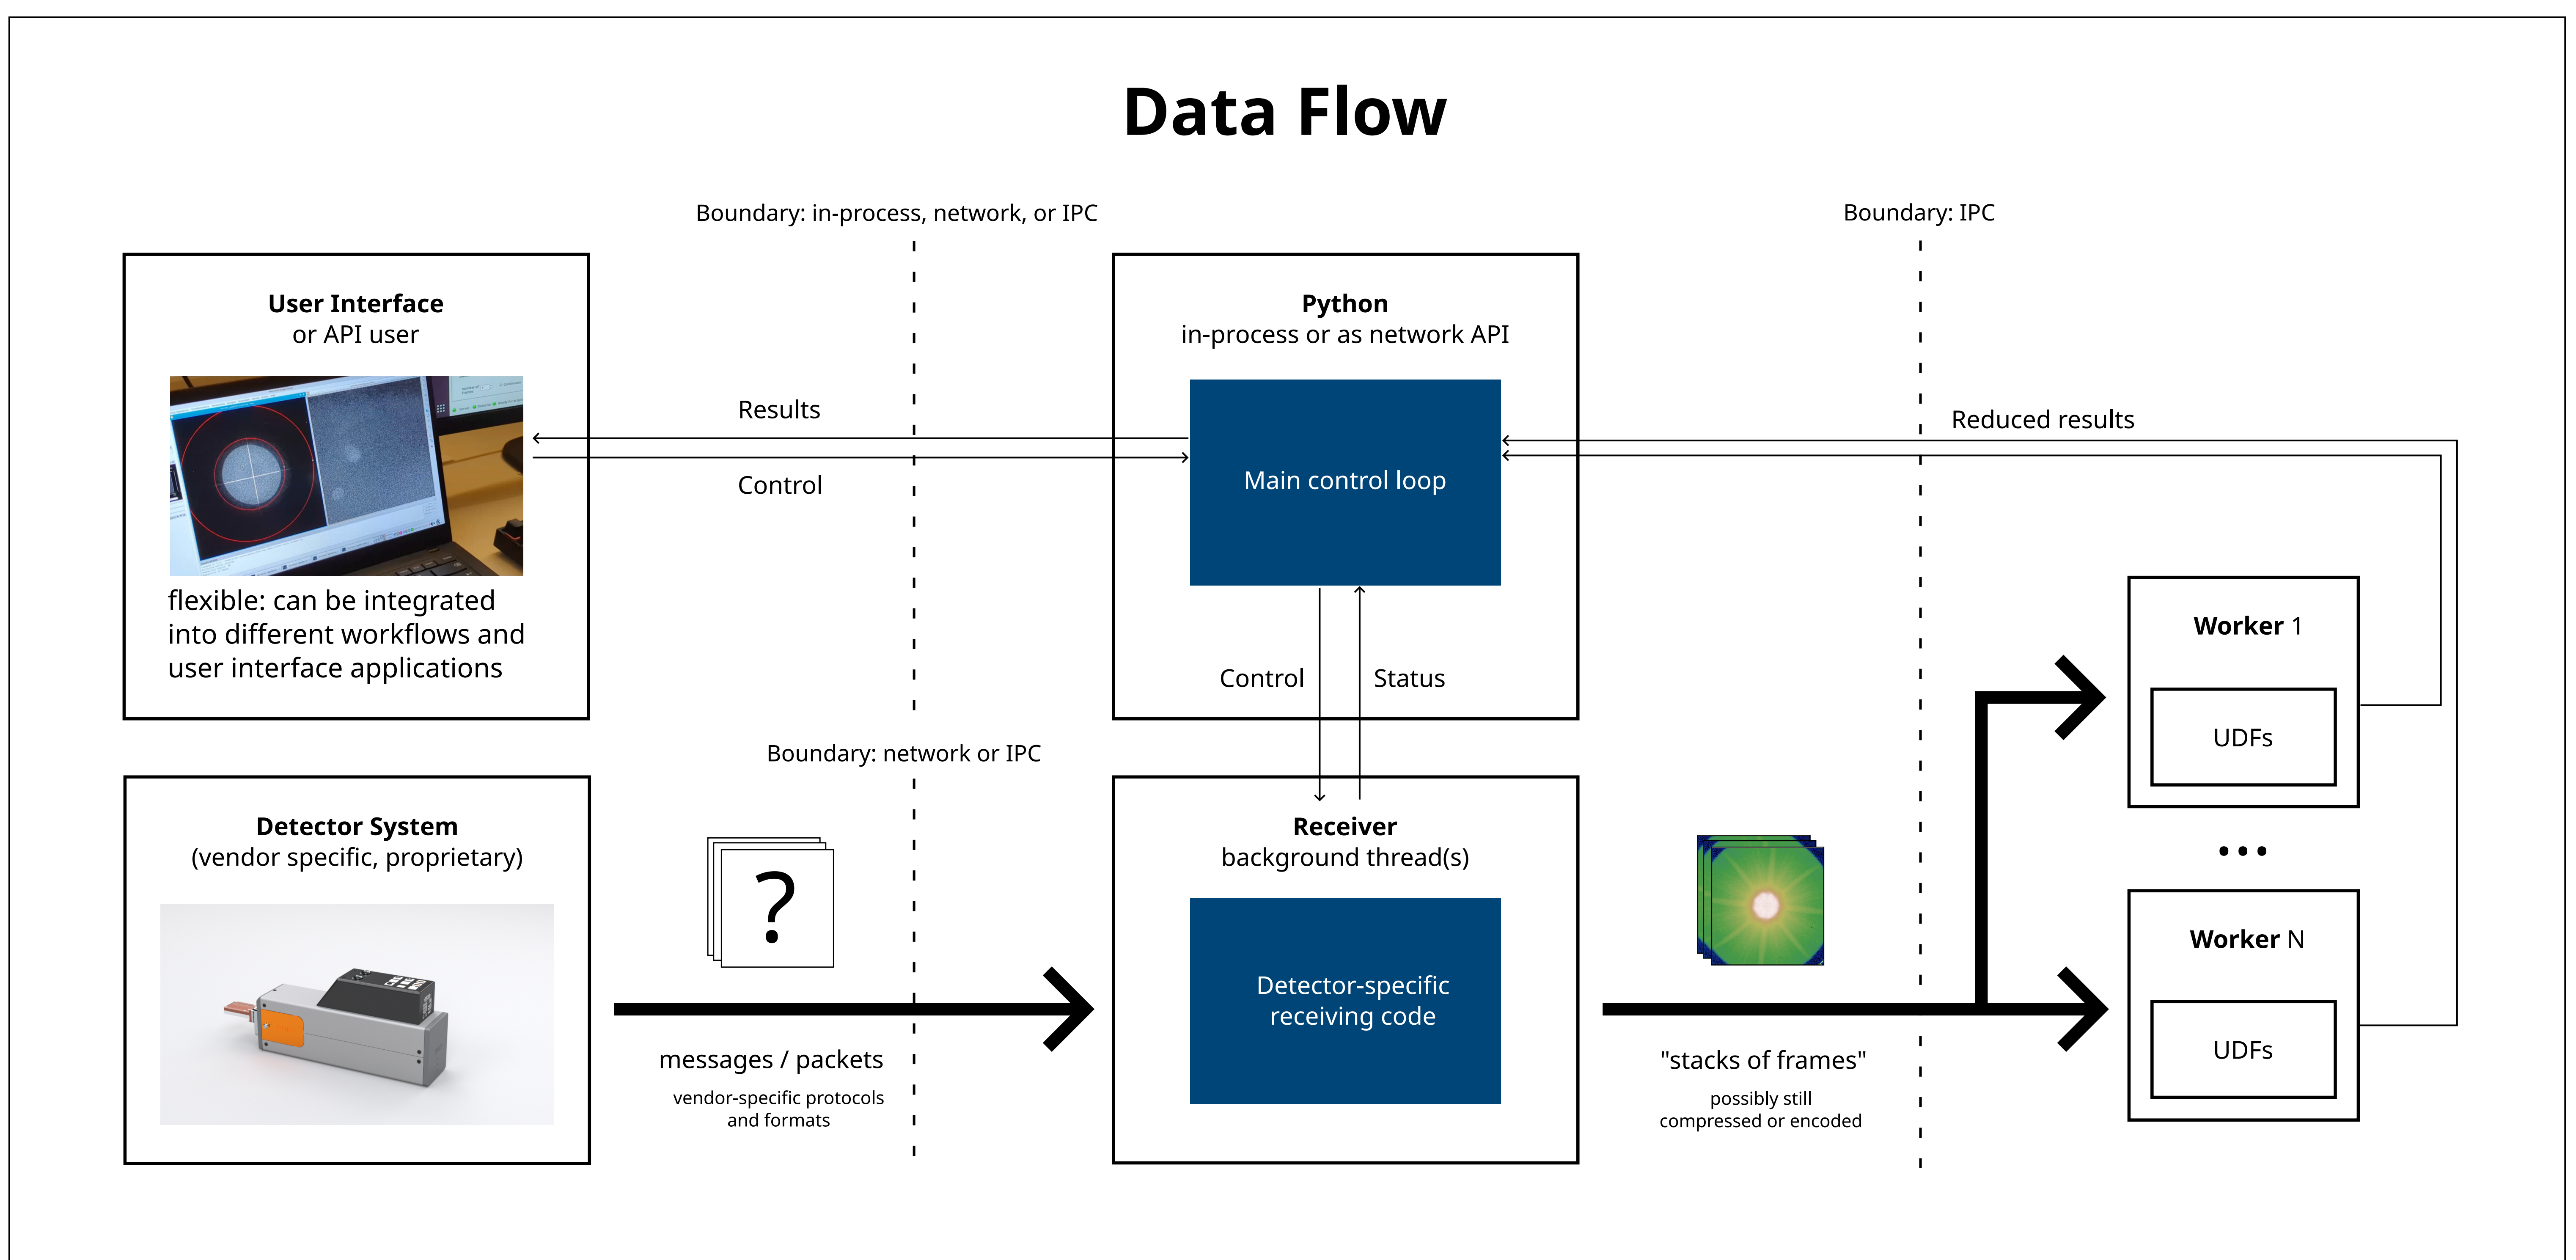 Data Flow
Boundary: in-process, network, or IPC
Boundary: IPC
User Interface
or API user
flexible: can be integrated
into different workflows and
user interface applications
Results
Control
Python
in-process or as network API
Main control loop
Control
Status
Reduced results
Worker 1
UDFs
...
Worker N
UDFs
Boundary: network or IPC
Detector System
(vendor specific, proprietary)
?
messages / packets
vendor-specific protocols
and formats
Receiver
background thread(s)
Detector-specific
receiving code
"stacks of frames"
possibly still
compressed or encoded